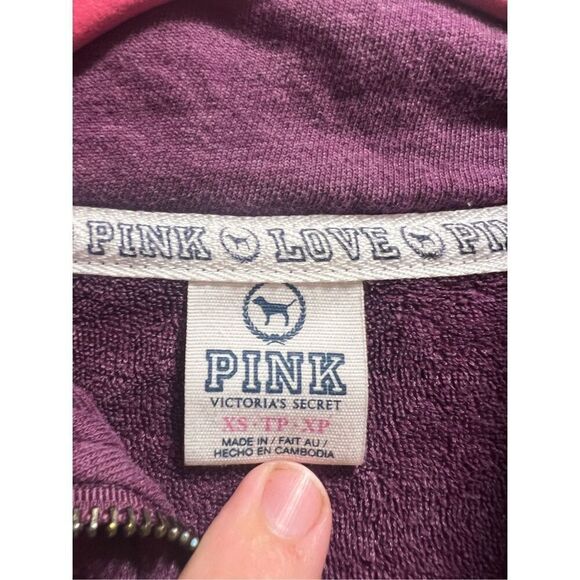 PINK LOVE PIN
PINK
VICTORIA'S SECRET
XS · TP · XP
MADE IN / FAIT AU /
HECHO EN CAMBODIA